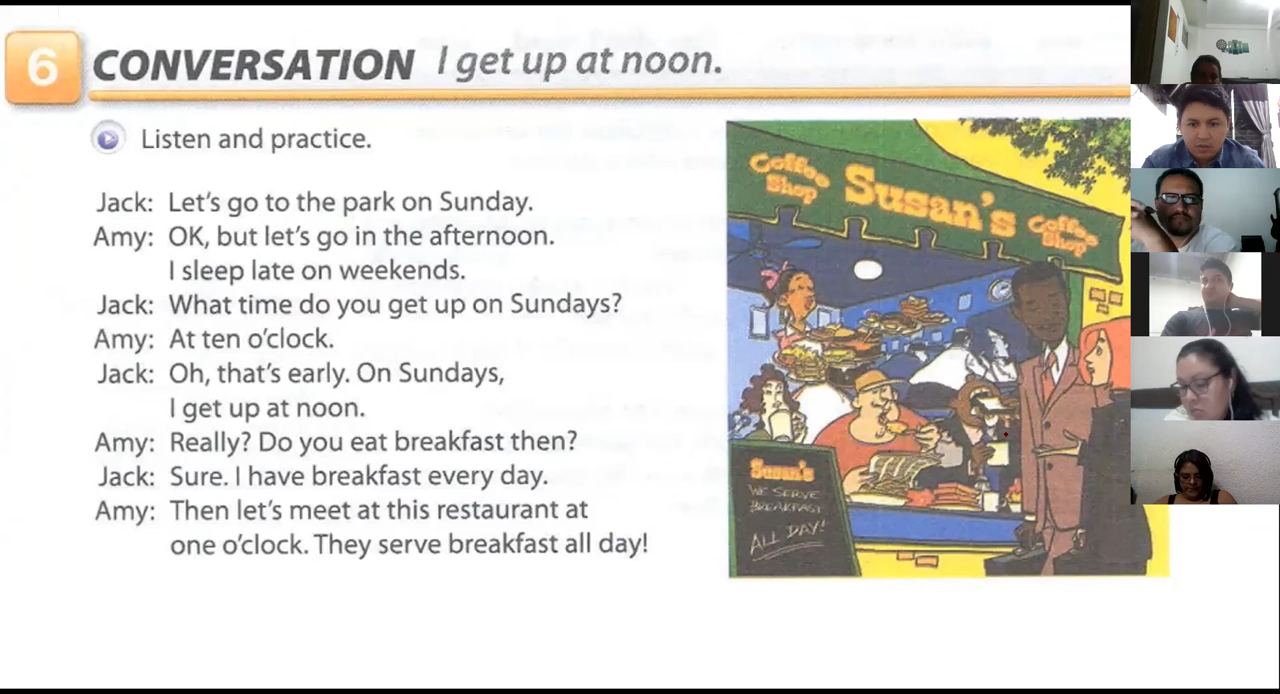 6
CONVERSATION I get up at noon.
Listen and practice.
Jack: Let's go to the park on Sunday.
Amy: OK, but let's go in the afternoon.
I sleep late on weekends.
Jack: What time do you get up on Sundays?
Amy: At ten o'clock.
Jack: Oh, that's early. On Sundays,
I get up at noon.
Amy: Really? Do you eat breakfast then?
Jack: Sure. I have breakfast every day.
Amy: Then let's meet at this restaurant at
one o'clock. They serve breakfast all day!
Coffee Shop
Susan's
Coffee Shop
Susan's
WE SERVE
BREAKFAST
ALL DAY!